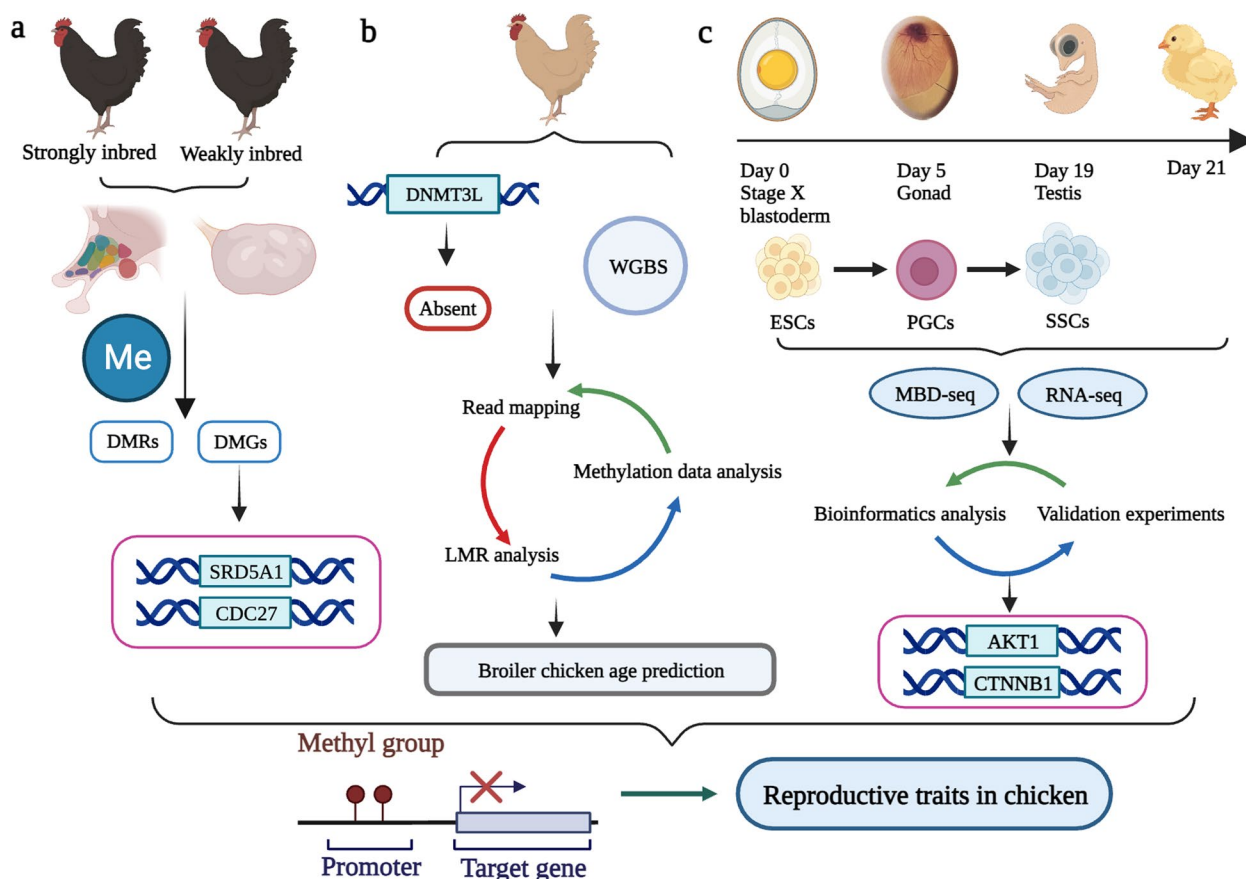 a
Strongly inbred
Weakly inbred
Me
DMRs
DMGs
SRD5A1
CDC27
b
DNMT3L
WGBS
Absent
Read mapping
Methylation data analysis
LMR analysis
Broiler chicken age prediction
c
Day 0
Stage X
blastoderm
Day 5
Gonad
Day 19
Testis
Day 21
ESCs
PGCs
SSCs
MBD-seq
RNA-seq
Bioinformatics analysis
Validation experiments
AKT1
CTNNB1
Methyl group
Promoter
Target gene
Reproductive traits in chicken